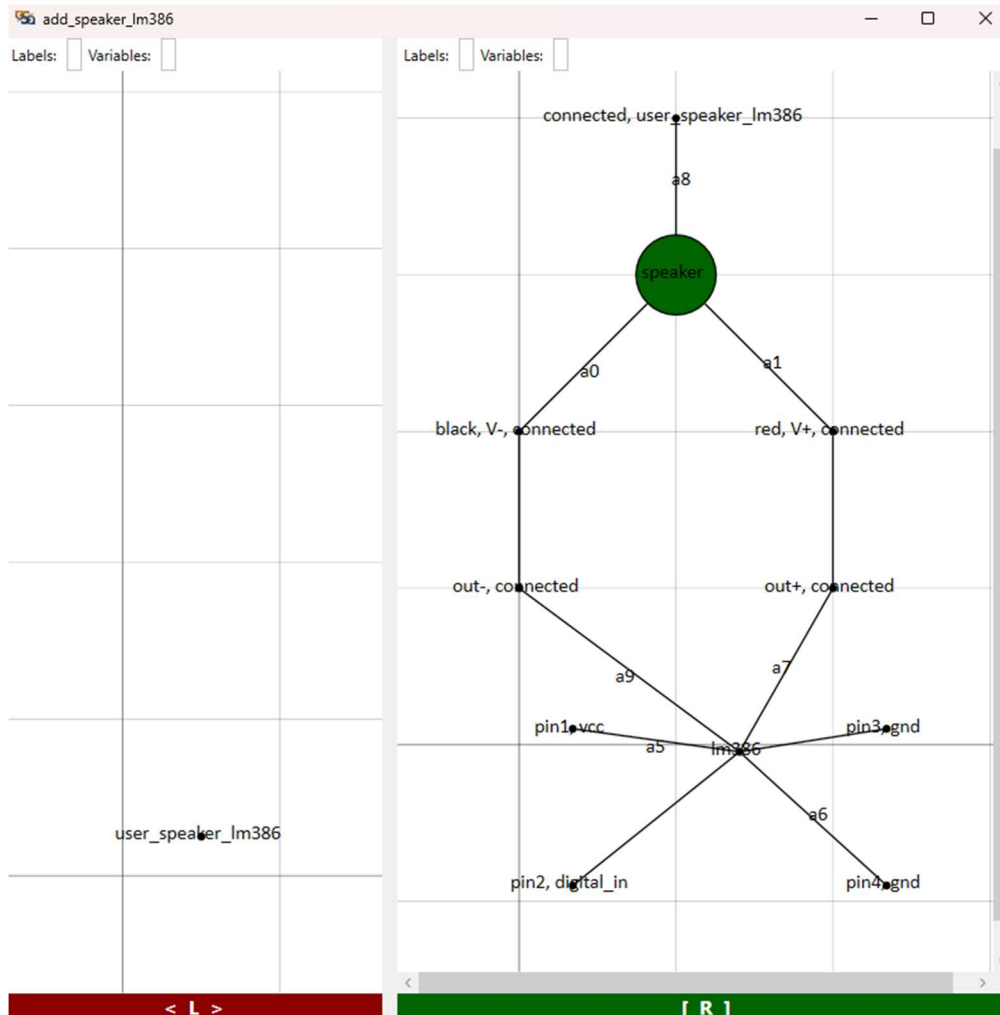 add_speaker_lm386
Labels: Variables:
Labels: Variables:
connected, user_speaker_lm386
a8
speaker
a0
a1
black, V-, connected
red, V+, connected
out-, connected
out+, connected
a9
a7
pin1, vcc
pin3, gnd
a5
lm386
a6
user_speaker_lm386
pin2, digital_in
pin4, gnd
< L >
[ R ]